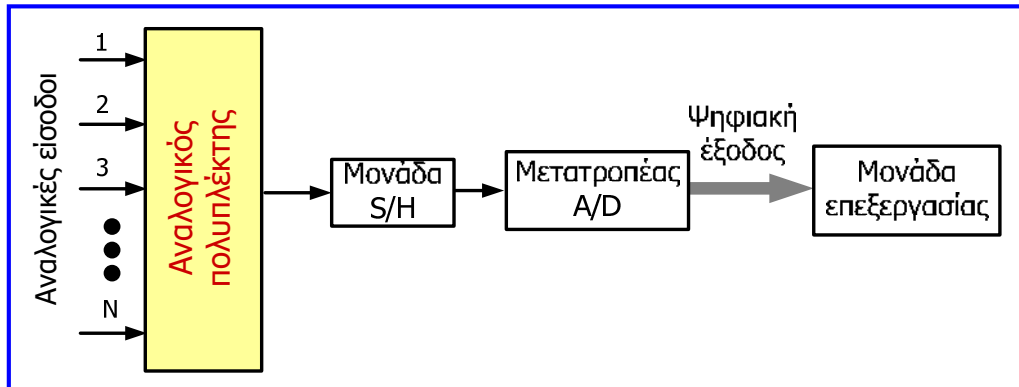 Αναλογικές είσοδοι
1
2
3
N
Αναλογικός
πολυπλέκτης
Μονάδα
S/H
Μετατροπέας
A/D
Ψηφιακή
έξοδος
Μονάδα
επεξεργασίας